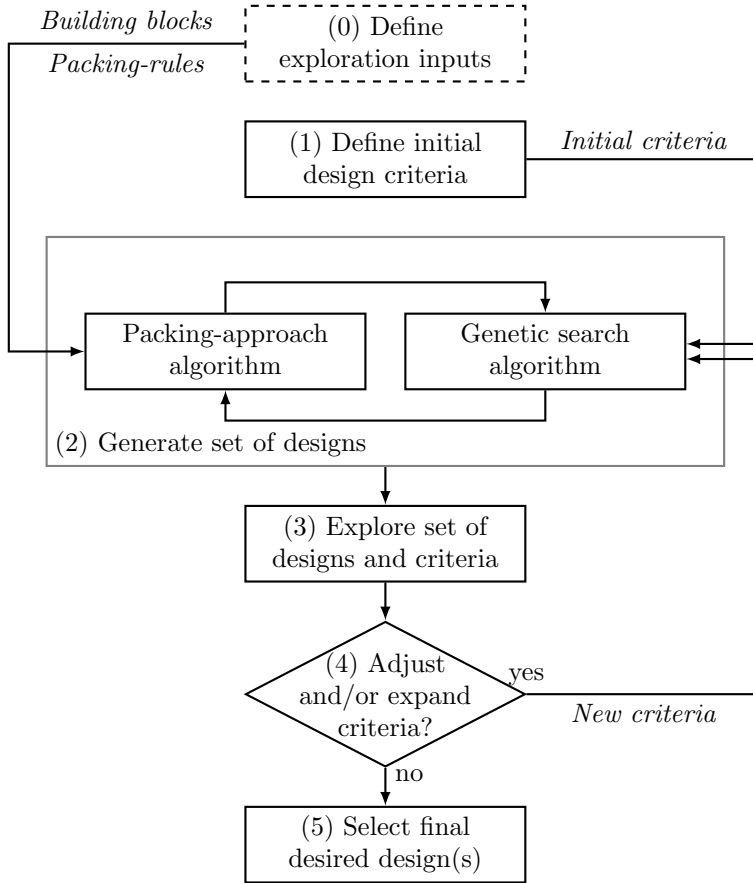 Building blocks
Packing-rules
(0) Define
exploration inputs
(1) Define initial
design criteria
Initial criteria
Packing-approach
algorithm
Genetic search
algorithm
(2) Generate set of designs
(3) Explore set of
designs and criteria
(4) Adjust
and/or expand
criteria?
yes
New criteria
no
(5) Select final
desired design(s)